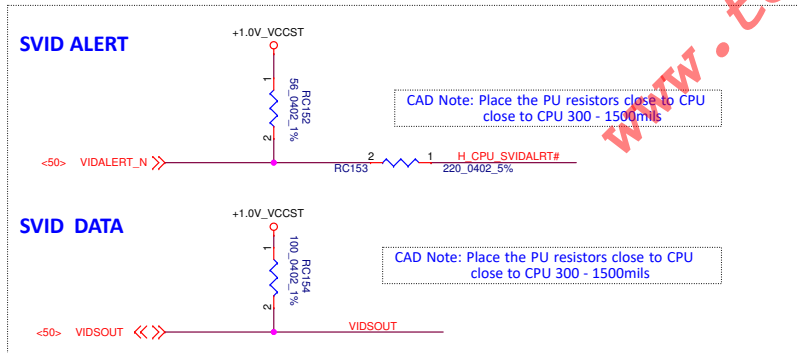 SVID ALERT
+1.0V_VCCST
1
RC152
56_0402_1%
2
CAD Note: Place the PU resistors close to CPU
close to CPU 300 - 1500mils
www.
<50> VIDALERT_N
2
1
H_CPU_SVIDALRT#
RC153
220_0402_5%
SVID DATA
+1.0V_VCCST
1
RC154
100_0402_1%
2
CAD Note: Place the PU resistors close to CPU
close to CPU 300 - 1500mils
<50> VIDSOUT
VIDSOUT